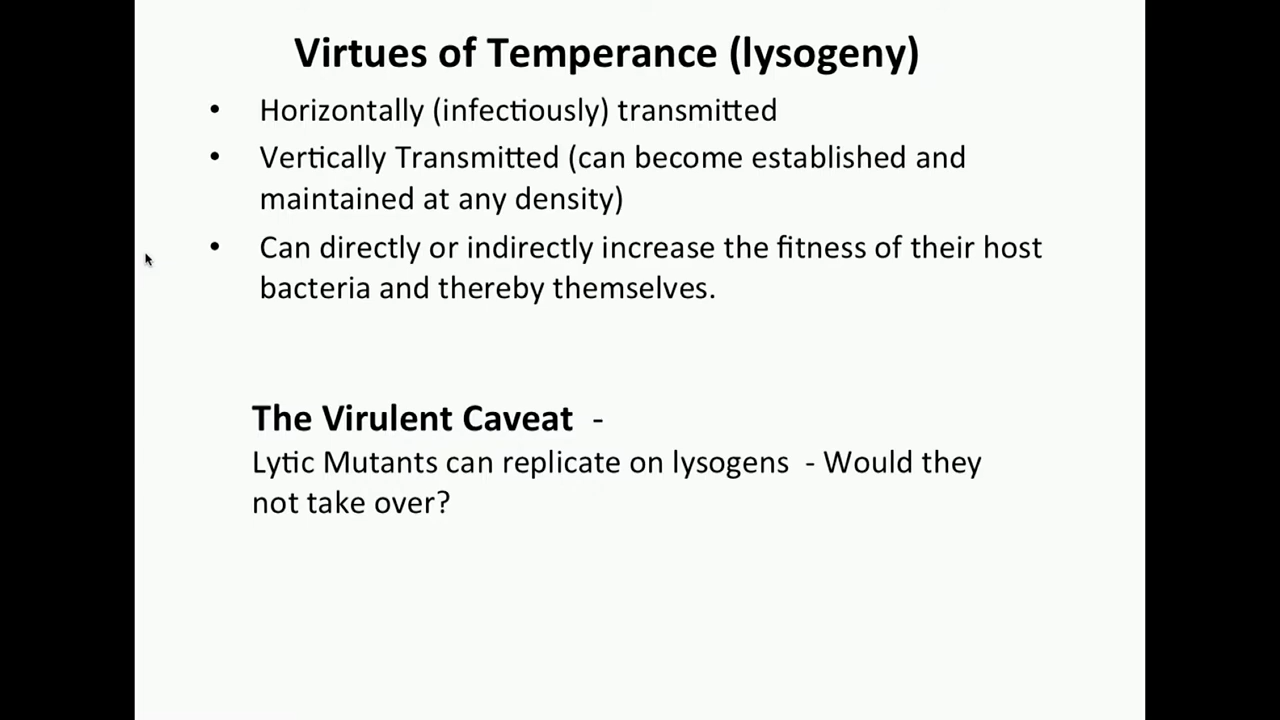 Virtues of Temperance (lysogeny)
• Horizontally (infectiously) transmitted
• Vertically Transmitted (can become established and
maintained at any density)
• Can directly or indirectly increase the fitness of their host
bacteria and thereby themselves.
The Virulent Caveat -
Lytic Mutants can replicate on lysogens - Would they
not take over?